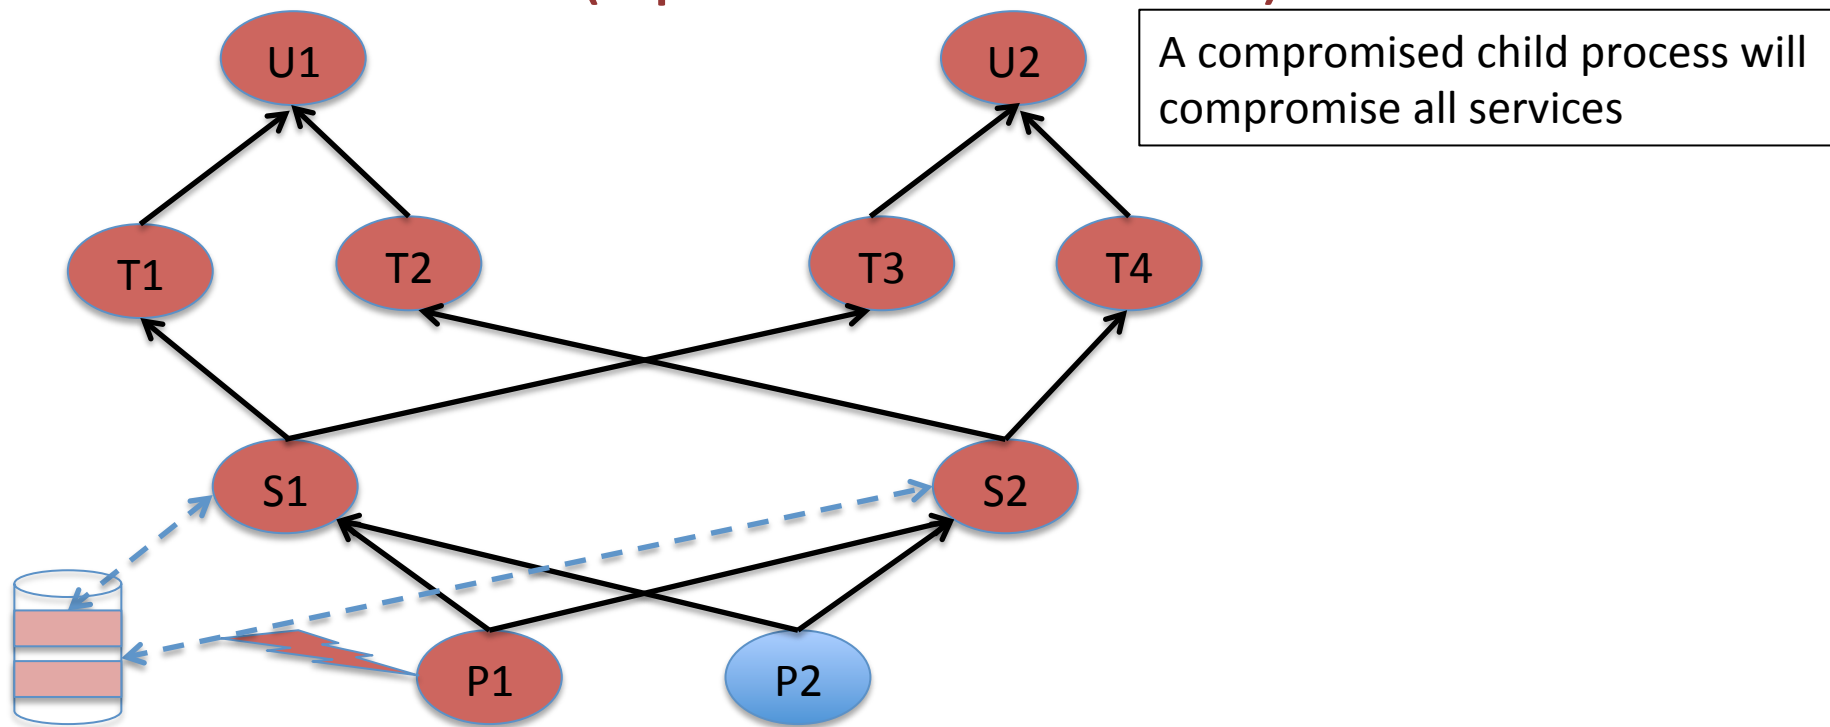 U1
U2
A compromised child process will
compromise all services
T1
T2
T3
T4
S1
S2
P1
P2